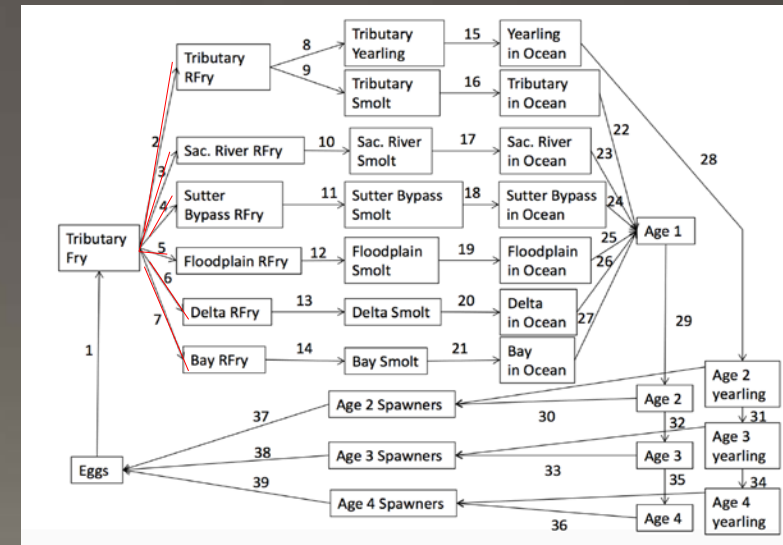 8
Tributary
Yearling
15
Yearling
in Ocean
Tributary
RFry
9
Tributary
Smolt
16
Tributary
in Ocean
22
2
3
Sac. River RFry
10
Sac. River
Smolt
17
Sac. River
in Ocean
23
28
4
Sutter
Bypass RFry
11
Sutter Bypass
Smolt
18
Sutter Bypass
in Ocean
24
Age 1
Tributary
Fry
5
Floodplain RFry
12
Floodplain
Smolt
19
Floodplain
in Ocean
25
26
6
Delta RFry
13
Delta Smolt
20
Delta
in Ocean
27
7
Bay RFry
14
Bay Smolt
21
Bay
in Ocean
29
1
37
Age 2 Spawners
30
Age 2
Age 2
yearling
31
32
38
Age 3 Spawners
33
Age 3
Age 3
yearling
Eggs
34
35
39
Age 4 Spawners
36
Age 4
Age 4
yearling